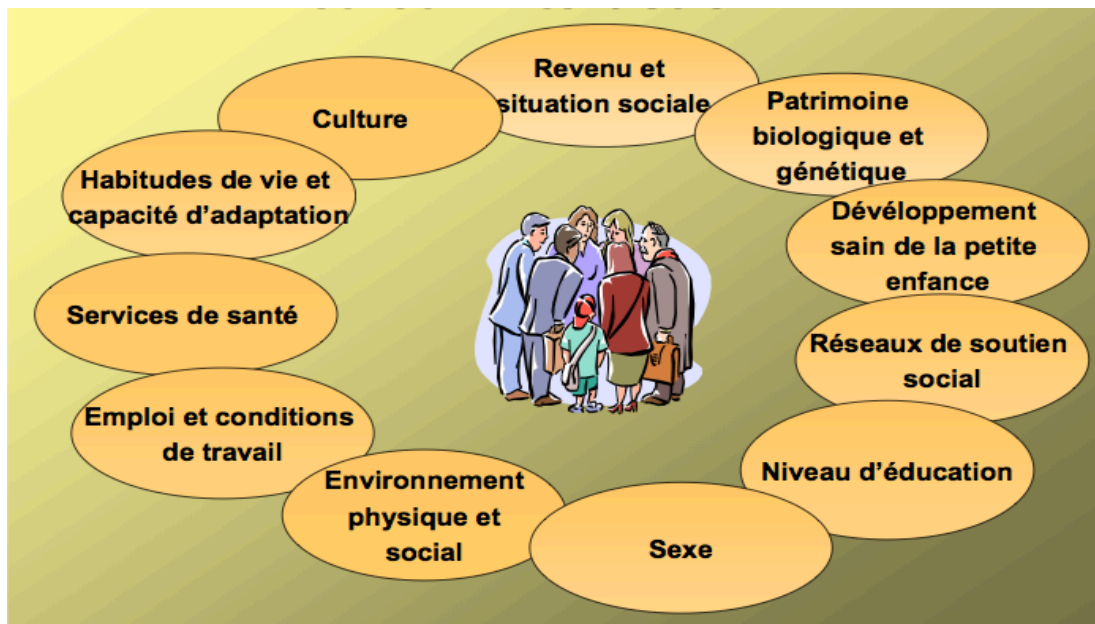 Revenu et
situation sociale
Patrimoine
biologique et
génétique
Dévéloppement
sain de la petite
enfance
Réseaux de soutien
social
Niveau d'éducation
Sexe
Environnement
physique et
social
Emploi et conditions
de travail
Services de santé
Habitudes de vie et
capacité d'adaptation
Culture